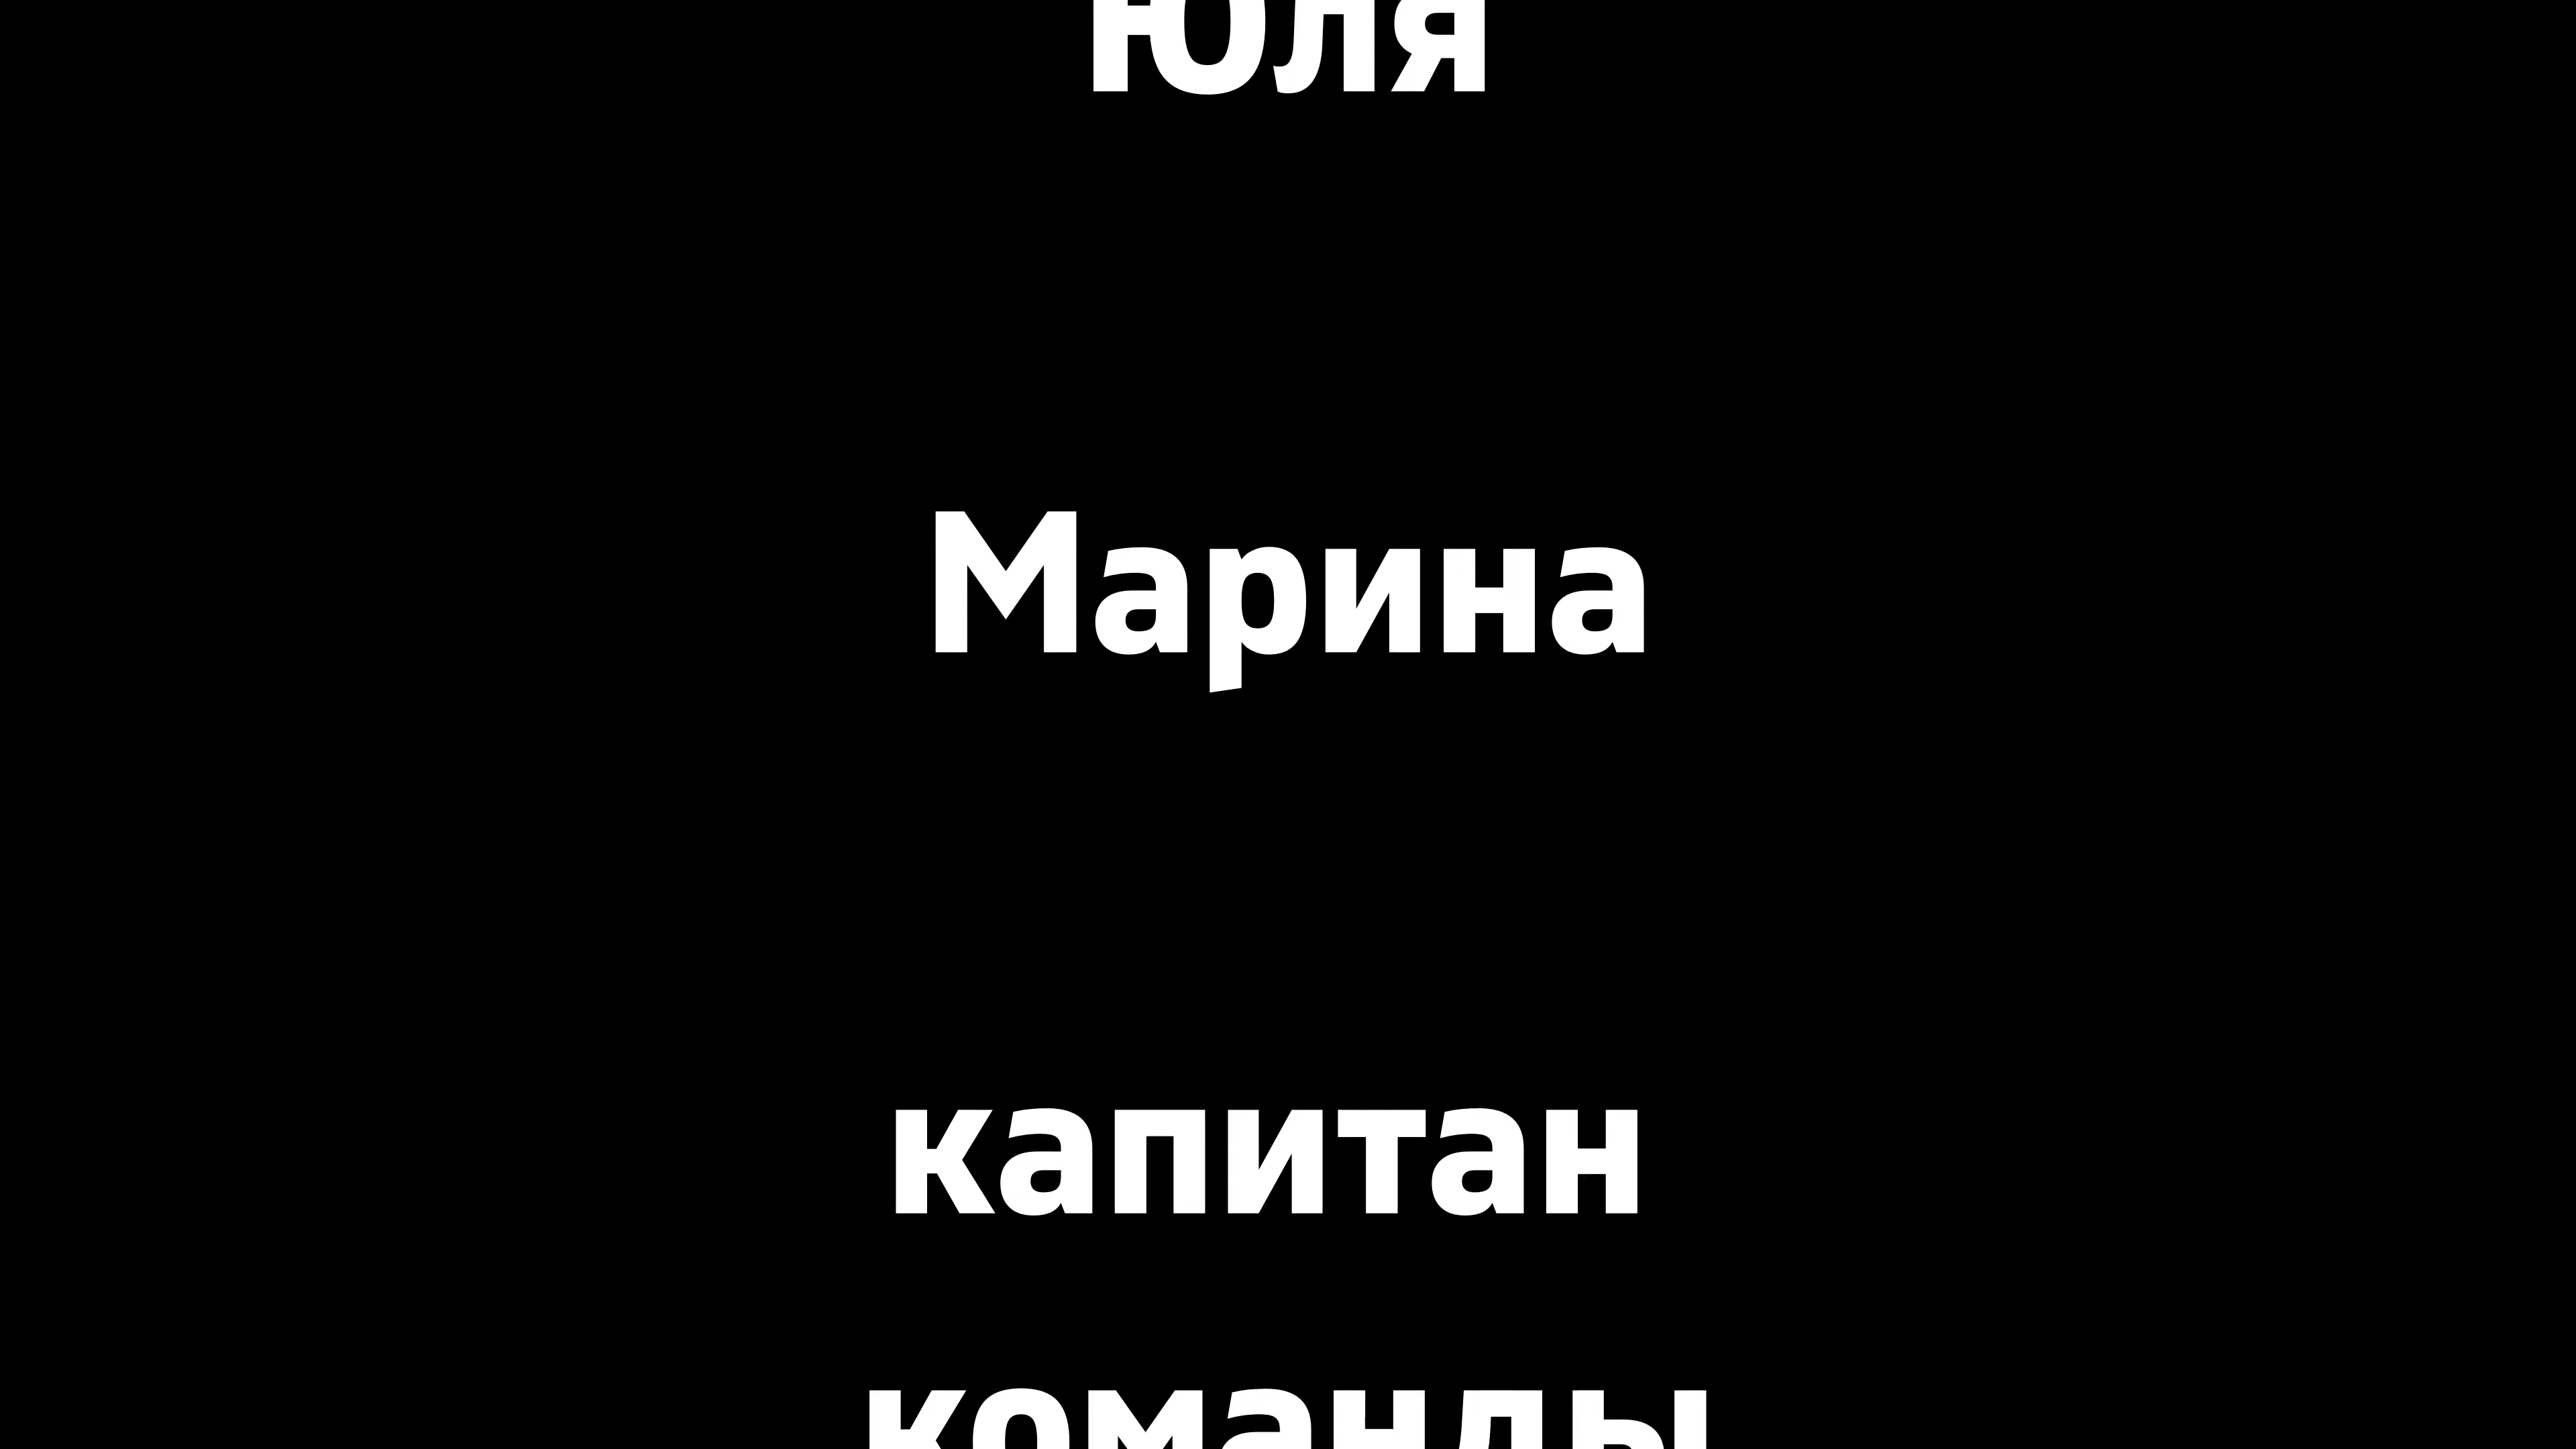 Юля
Марина
капитан
команды